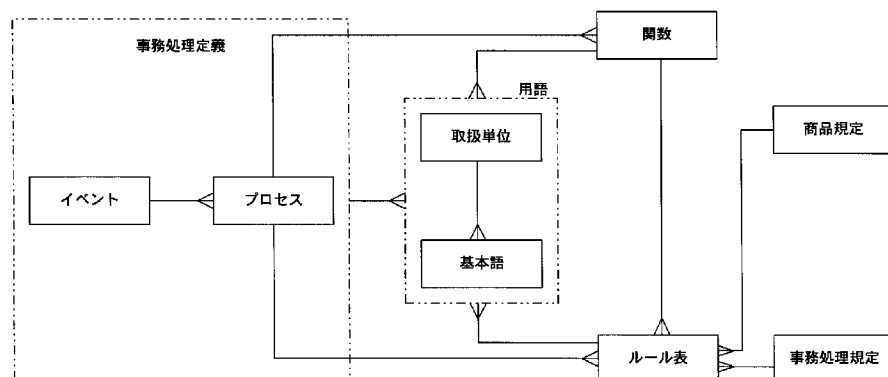 関数
事務処理定義
用語
取扱単位
商品規定
イベント
プロセス
基本語
ルール表
事務処理規定